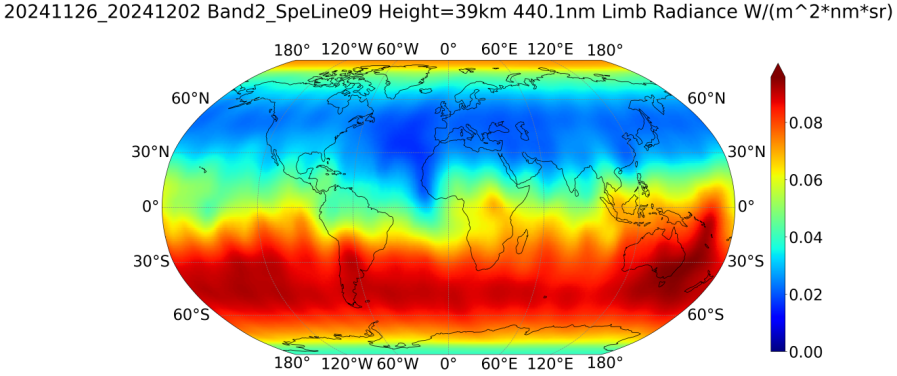 20241126_20241202 Band2_SpeLine09 Height=39km 440.1nm Limb Radiance W/(m^2*nm*sr)
180° 120°W 60°W 0° 60°E 120°E 180°
60°N 60°N
30°N 30°N
0° 0°
30°S 30°S
60°S 60°S
180° 120°W 60°W 0° 60°E 120°E 180°
0.08
0.06
0.04
0.02
0.00